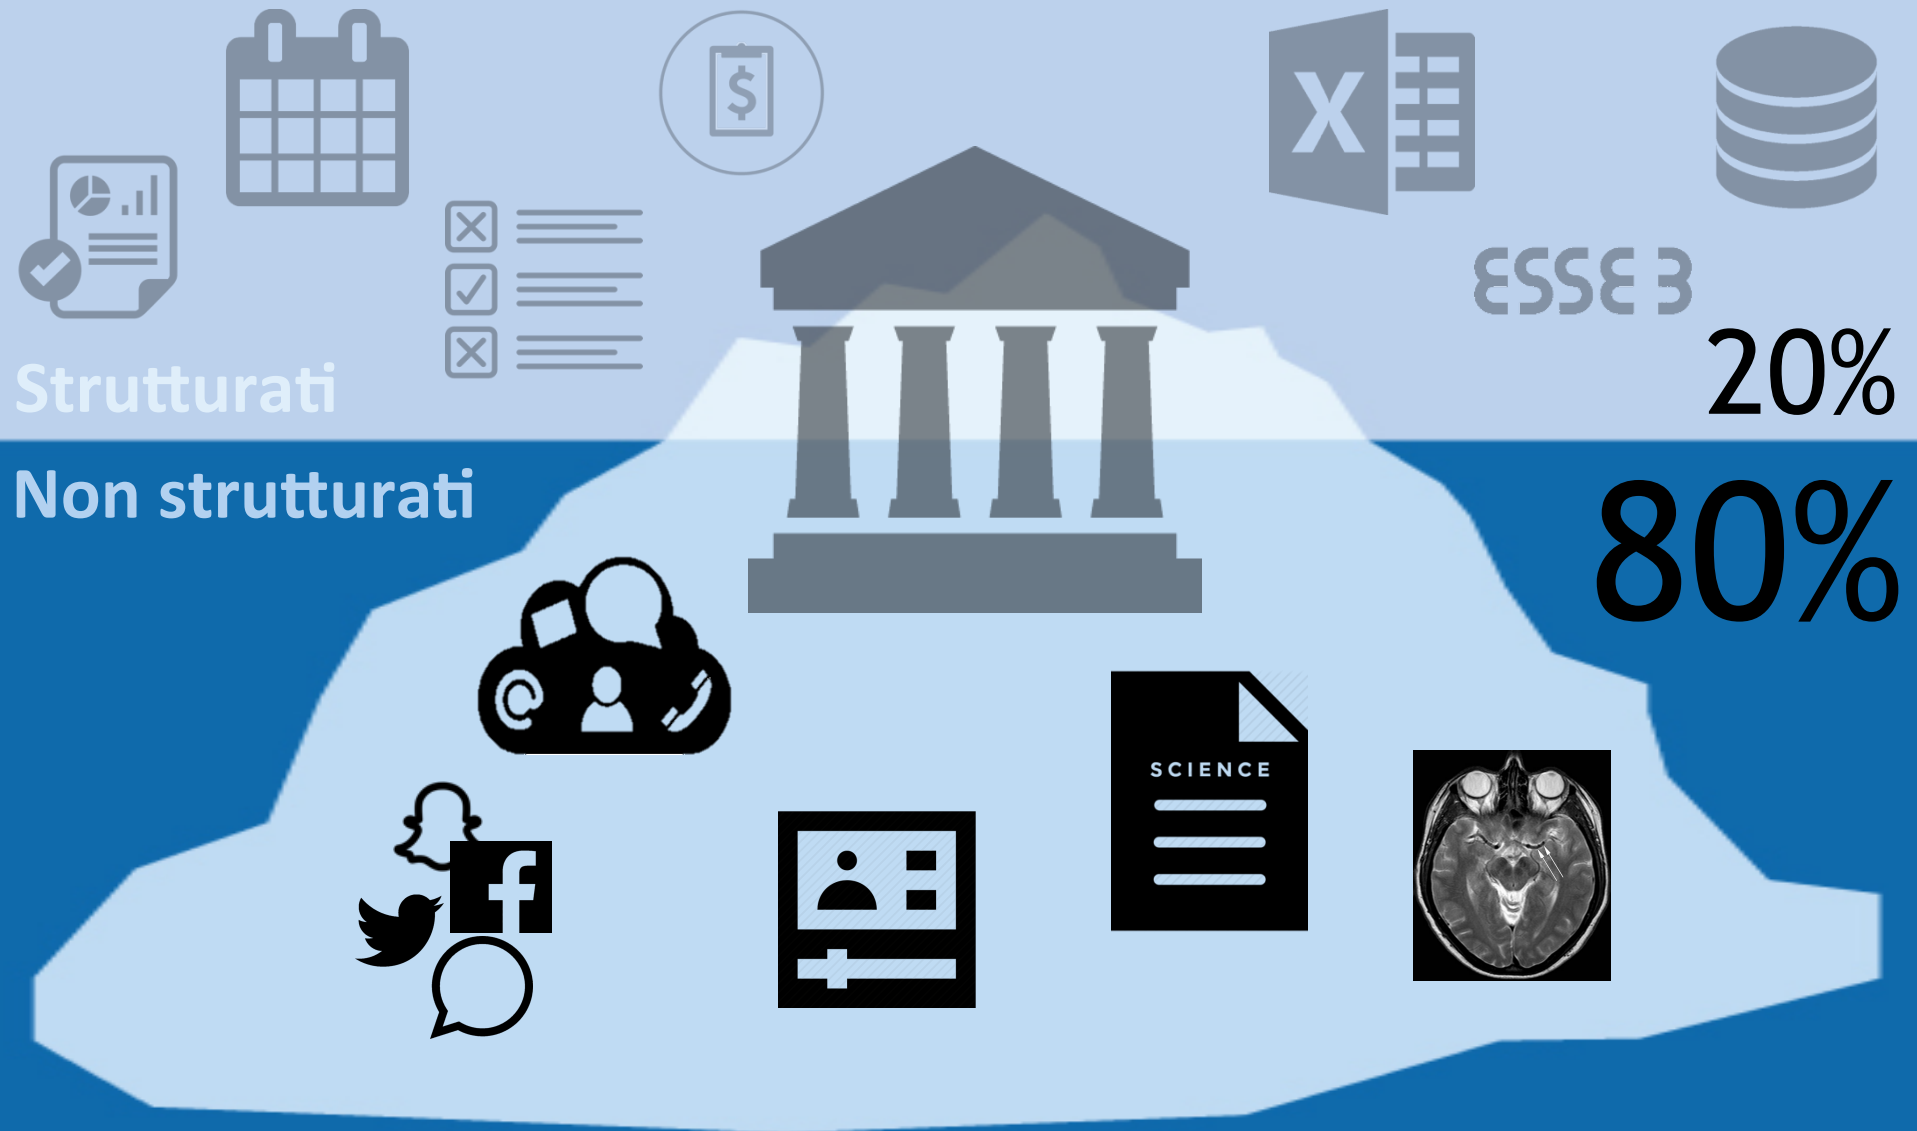 $
X
ESSE 3
20%
Strutturati
Non strutturati
80%
SCIENCE